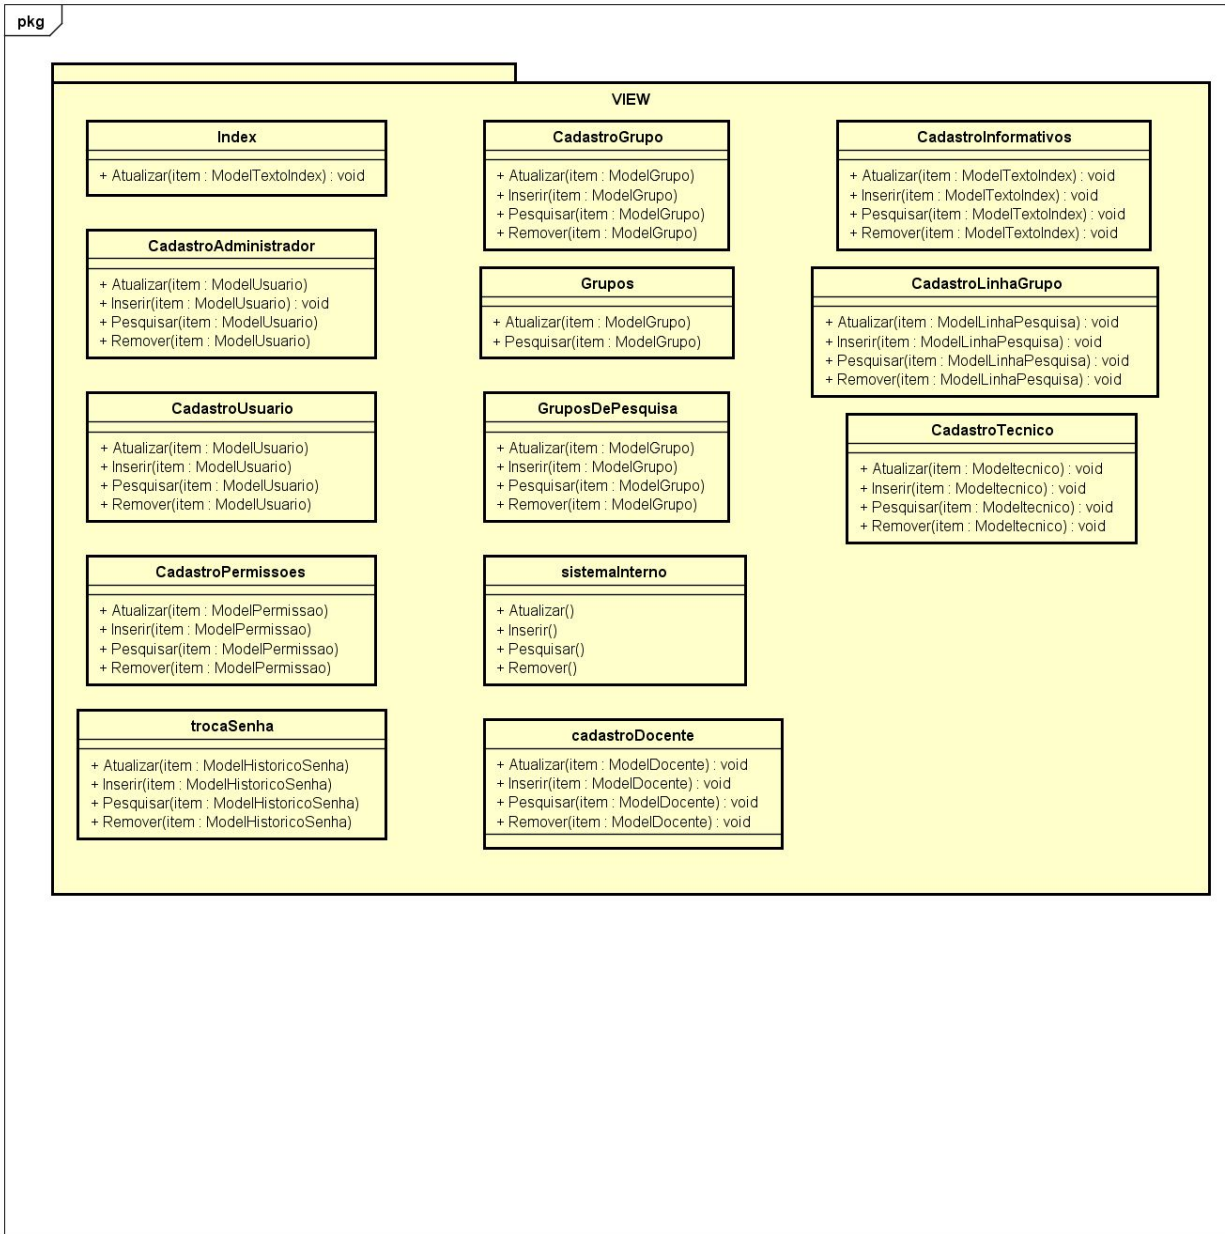 pkg
VIEW
Index
+ Atualizar(item : ModelTextoIndex) : void
CadastroAdministrador
+ Atualizar(item : ModelUsuario)
+ Inserir(item : ModelUsuario) : void
+ Pesquisar(item : ModelUsuario)
+ Remover(item : ModelUsuario)
CadastroUsuario
+ Atualizar(item : ModelUsuario)
+ Inserir(item : ModelUsuario)
+ Pesquisar(item : ModelUsuario)
+ Remover(item : ModelUsuario)
CadastroPermissoes
+ Atualizar(item : ModelPermissao)
+ Inserir(item : ModelPermissao)
+ Pesquisar(item : ModelPermissao)
+ Remover(item : ModelPermissao)
trocaSenha
+ Atualizar(item : ModelHistoricoSenha)
+ Inserir(item : ModelHistoricoSenha)
+ Pesquisar(item : ModelHistoricoSenha)
+ Remover(item : ModelHistoricoSenha)
CadastroGrupo
+ Atualizar(item : ModelGrupo)
+ Inserir(item : ModelGrupo)
+ Pesquisar(item : ModelGrupo)
+ Remover(item : ModelGrupo)
Grupos
+ Atualizar(item : ModelGrupo)
+ Pesquisar(item : ModelGrupo)
GruposDePesquisa
+ Atualizar(item : ModelGrupo)
+ Inserir(item : ModelGrupo)
+ Pesquisar(item : ModelGrupo)
+ Remover(item : ModelGrupo)
sistemaInterno
+ Atualizar()
+ Inserir()
+ Pesquisar()
+ Remover()
cadastroDocente
+ Atualizar(item : ModelDocente) : void
+ Inserir(item : ModelDocente) : void
+ Pesquisar(item : ModelDocente) : void
+ Remover(item : ModelDocente) : void
CadastroInformativos
+ Atualizar(item : ModelTextoIndex) : void
+ Inserir(item : ModelTextoIndex) : void
+ Pesquisar(item : ModelTextoIndex) : void
+ Remover(item : ModelTextoIndex) : void
CadastroLinhaGrupo
+ Atualizar(item : ModelLinhaPesquisa) : void
+ Inserir(item : ModelLinhaPesquisa) : void
+ Pesquisar(item : ModelLinhaPesquisa) : void
+ Remover(item : ModelLinhaPesquisa) : void
CadastroTecnico
+ Atualizar(item : Modeltecnico) : void
+ Inserir(item : Modeltecnico) : void
+ Pesquisar(item : Modeltecnico) : void
+ Remover(item : Modeltecnico) : void